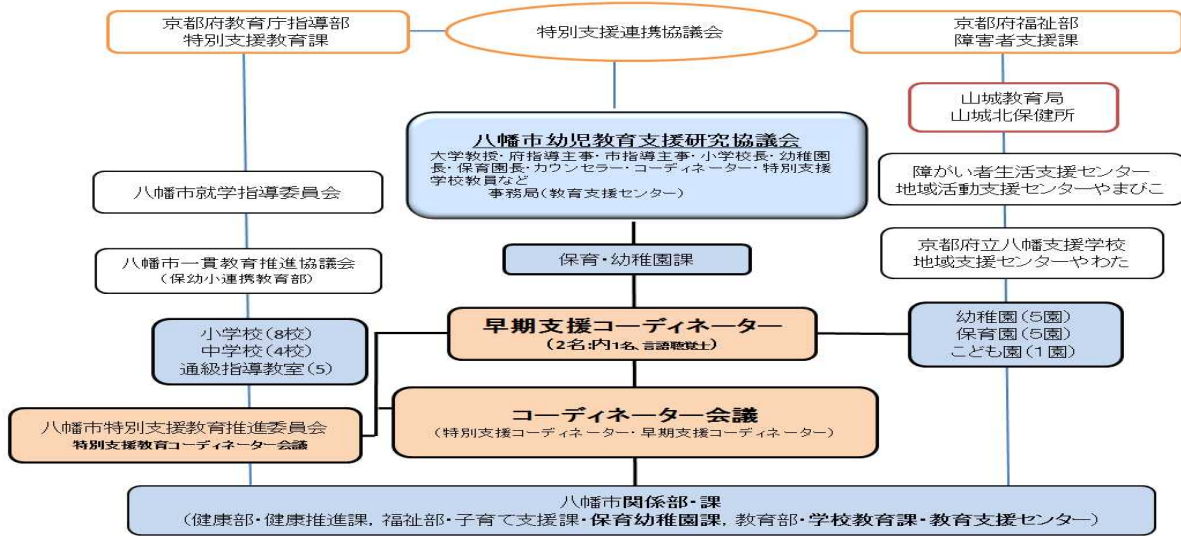 京都府教育庁指導部
特別支援教育課
特別支援連携協議会
京都府福祉部
障害者支援課
山城教育局
山城北保健所
八幡市幼児教育支援研究協議会
大学教授・府指導主事・市指導主事・小学校長・幼稚園
長・保育園長・カウンセラー・コーディネーター・特別支援
学校教員など
事務局(教育支援センター)
八幡市就学指導委員会
障がい者生活支援センター
地域活動支援センターやまびこ
八幡市一貫教育推進協議会
(保幼小連携教育部)
保育・幼稚園課
京都府立八幡支援学校
地域支援センターやわた
小学校(8校)
中学校(4校)
通級指導教室(5)
早期支援コーディネーター
(2名:内1名、言語聴覚士)
幼稚園(5園)
保育園(5園)
こども園(1園)
八幡市特別支援教育推進委員会
特別支援教育コーディネーター会議
コーディネーター会議
(特別支援コーディネーター・早期支援コーディネーター)
八幡市関係部・課
(健康部・健康推進課, 福祉部・子育て支援課・保育幼稚園課, 教育部・学校教育課・教育支援センター)